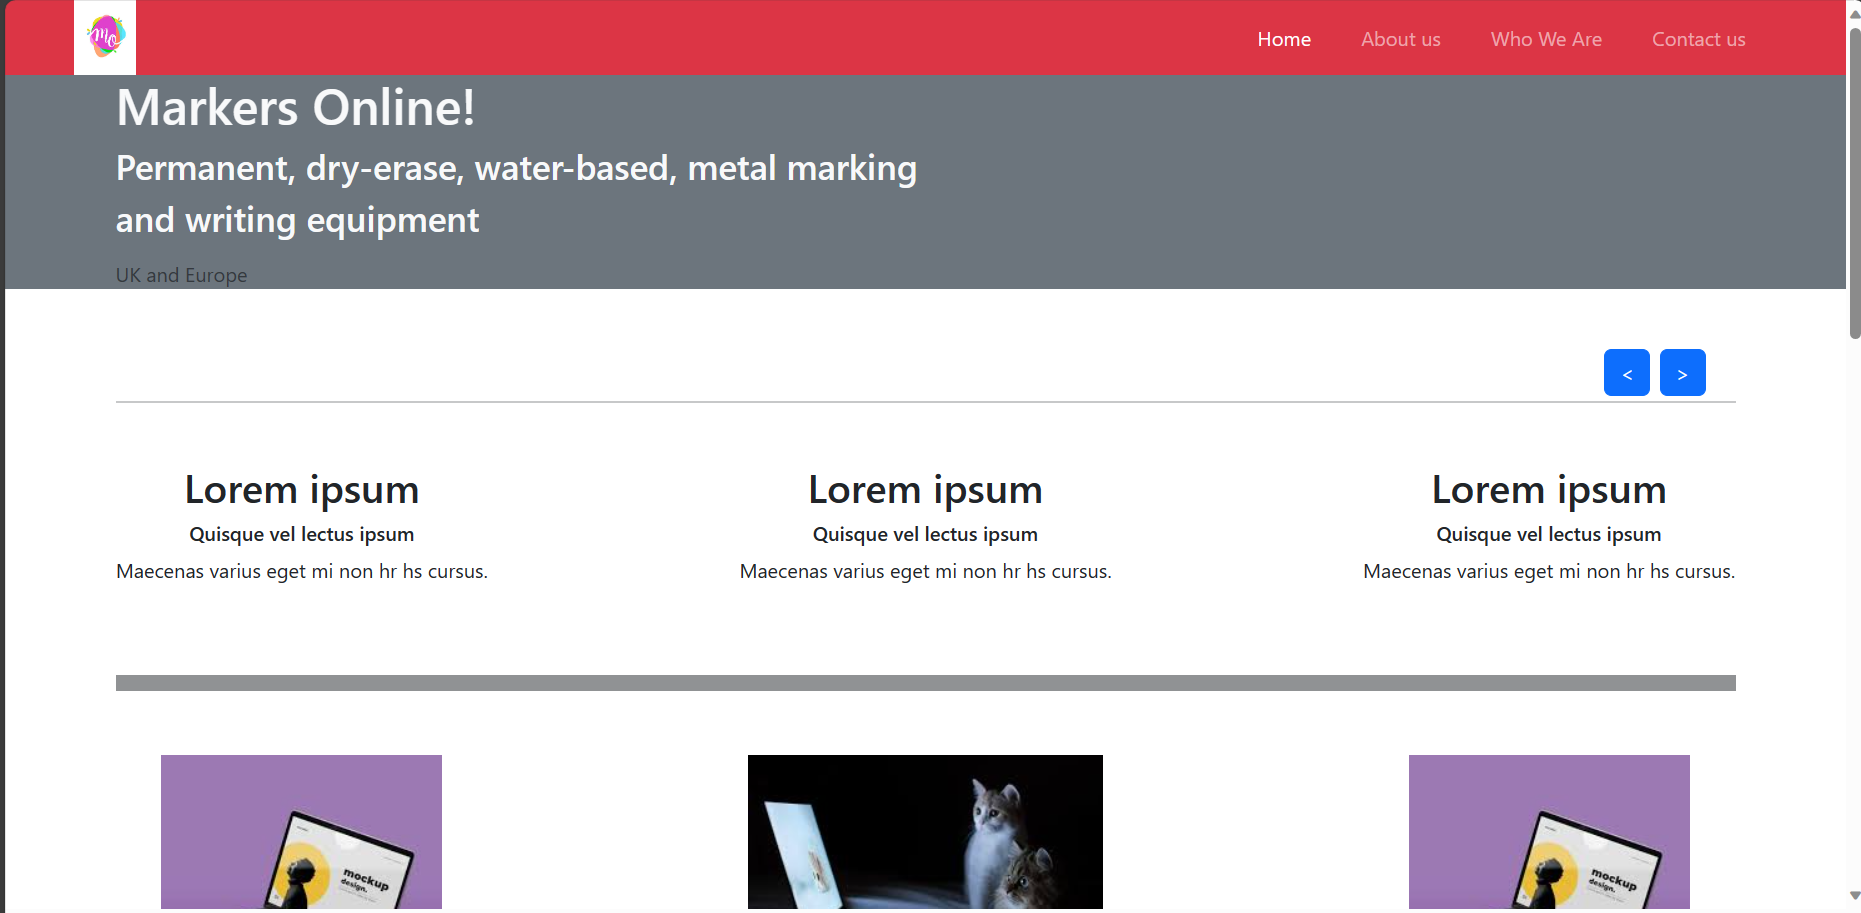 MO
Home About us Who We Are Contact us
Markers Online!
Permanent, dry-erase, water-based, metal marking
and writing equipment
UK and Europe
< >
Lorem ipsum Lorem ipsum Lorem ipsum
Quisque vel lectus ipsum Quisque vel lectus ipsum Quisque vel lectus ipsum
Maecenas varius eget mi non hr hs cursus. Maecenas varius eget mi non hr hs cursus. Maecenas varius eget mi non hr hs cursus.
mockup mockup
design. design.